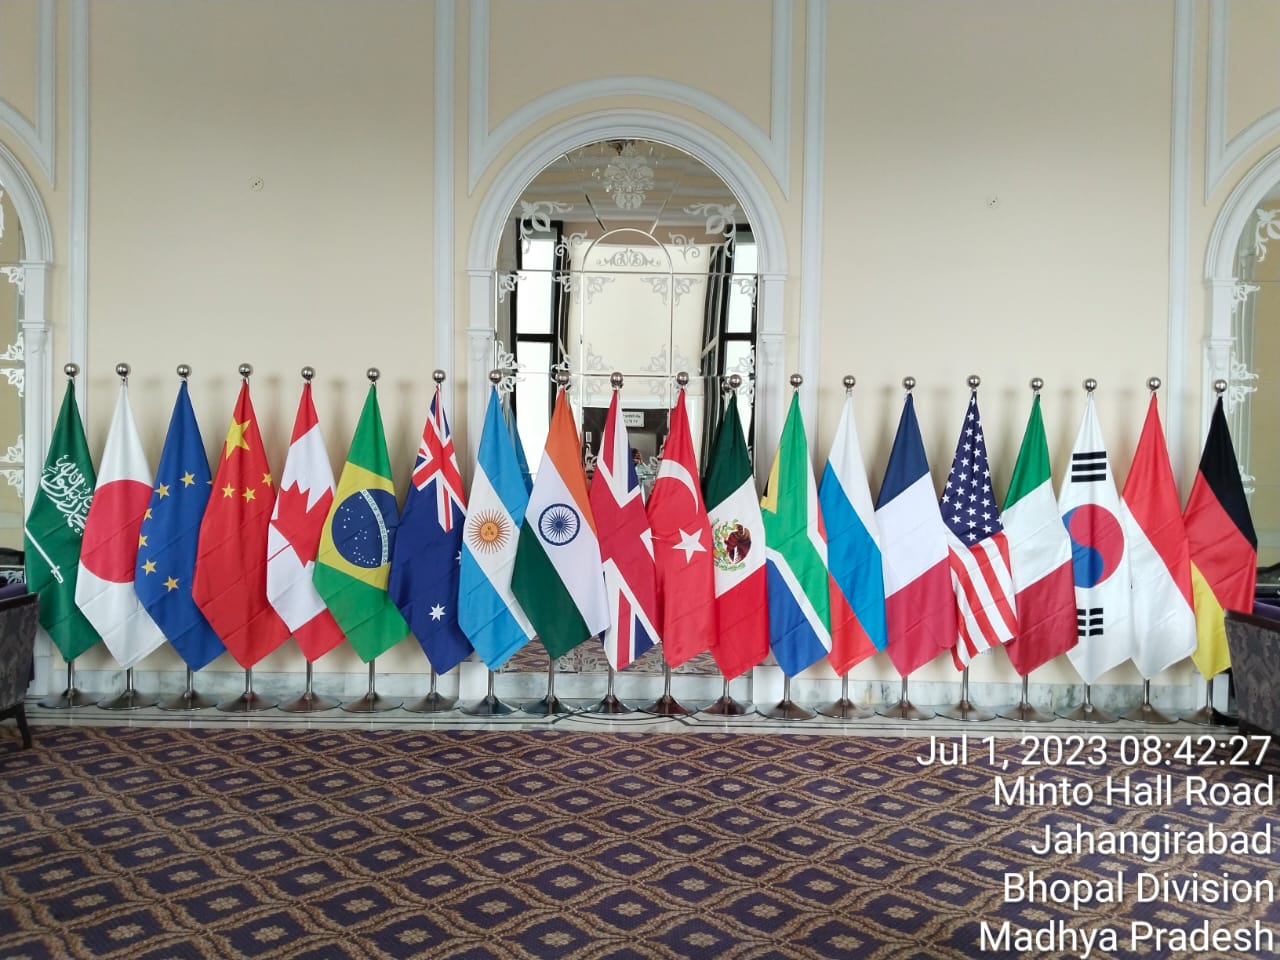 Jul 1, 2023 08:42:27
Minto Hall Road
Jahangirabad
Bhopal Division
Madhya Pradesh